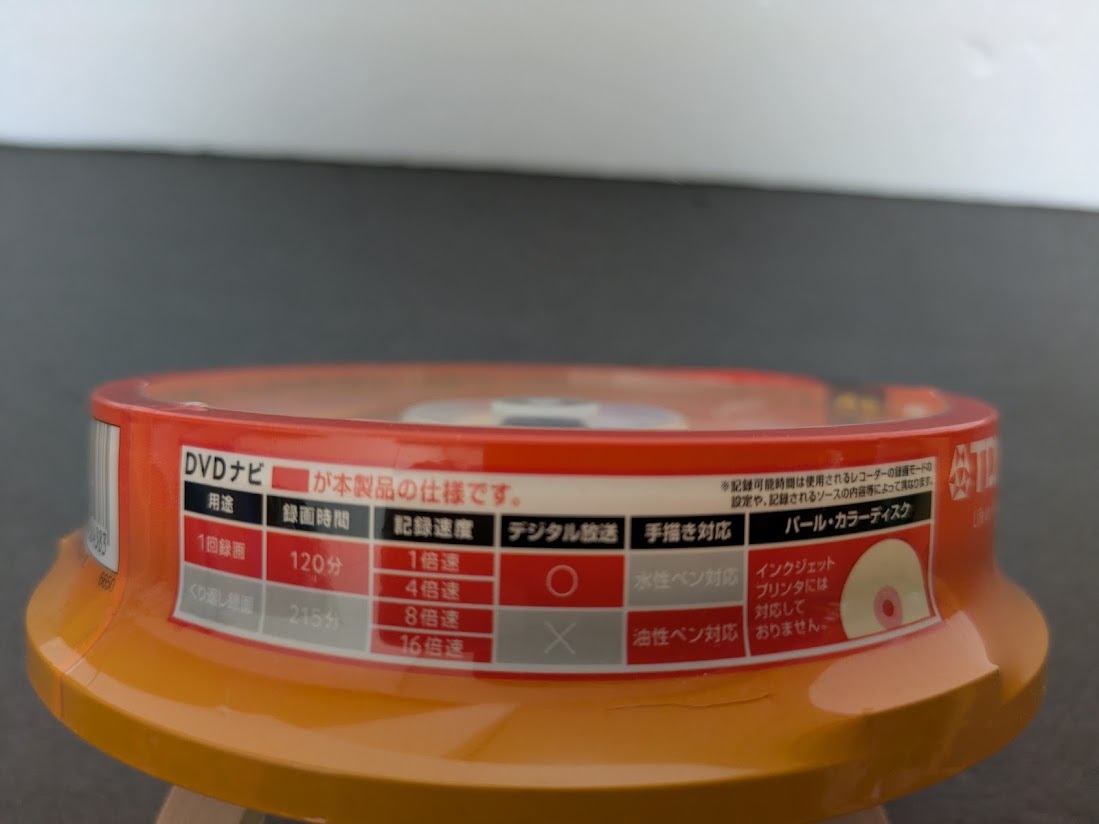 DVDナビ
が本製品の仕様です。
※記録可能時間は使用されるレコーダーの録画モードの
設定や、記録されるソースの内容等によって異なります。
用途
1回録画
くり返し録画
録画時間
120分
215分
記録速度
1倍速
4倍速
8倍速
16倍速
デジタル放送
○
×
手描き対応
水性ペン対応
油性ペン対応
パール・カラーディスク
インクジェット
プリンタには
対応して
おりません。